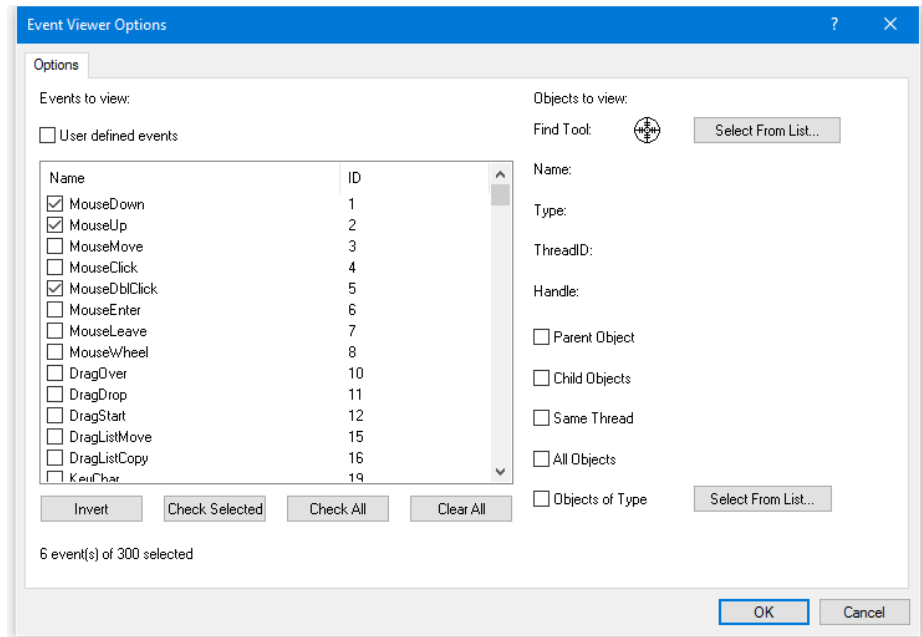 Event Viewer Options
?
Options
Events to view:
User defined events
Name ID
MouseDown 1
MouseUp 2
MouseMove 3
MouseClick 4
MouseDblClick 5
MouseEnter 6
MouseLeave 7
MouseWheel 8
DragOver 10
DragDrop 11
DragStart 12
DragListMove 15
DragListCopy 16
KeyChar 19
Invert Check Selected Check All Clear All
6 event(s) of 300 selected
Objects to view:
Find Tool: Select From List...
Name:
Type:
ThreadID:
Handle:
Parent Object
Child Objects
Same Thread
All Objects
Objects of Type Select From List...
OK Cancel